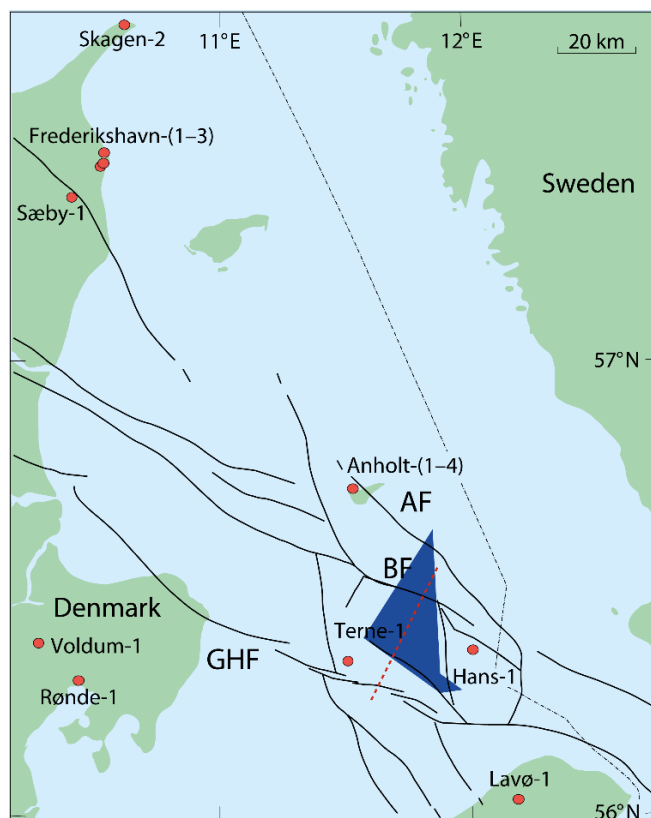 Skagen-2
11°E
12°E
20 km
Frederikshavn-(1–3)
Sweden
Sæby-1
57°N
Anholt-(1–4)
AF
BF
Denmark
Terne-1
Voldum-1
GHF
Hans-1
Rønde-1
Lavø-1
56°N